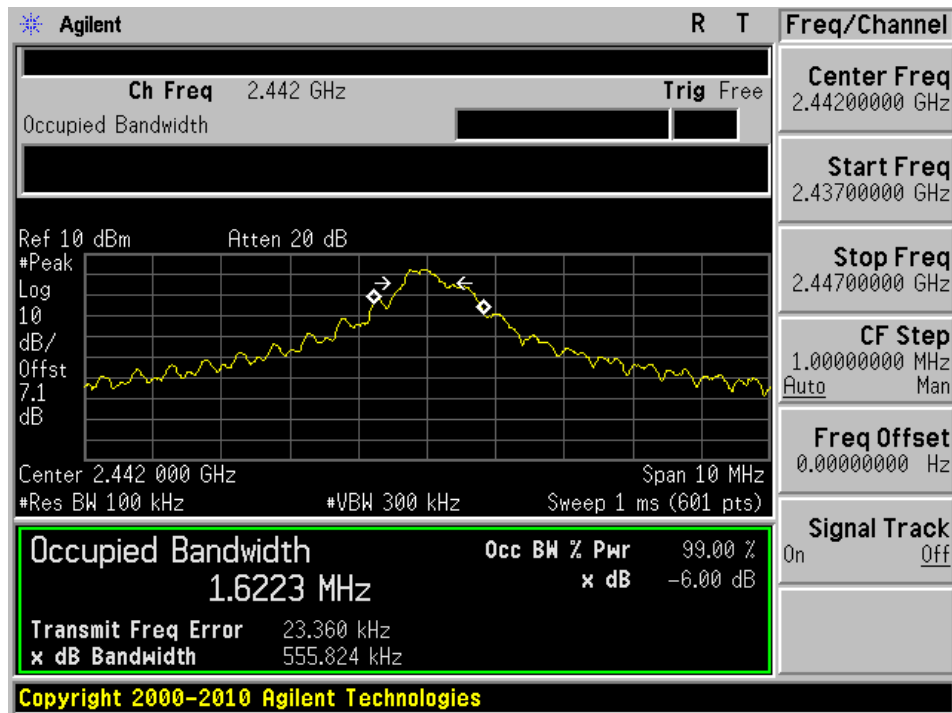 Agilent R T
Ch Freq 2.442 GHz Trig Free
Occupied Bandwidth
Ref 10 dBm Atten 20 dB
#Peak
Log
10
dB/
Offst
7.1
dB
Center 2.442 000 GHz Span 10 MHz
#Res BW 100 kHz #VBW 300 kHz Sweep 1 ms (601 pts)
Occupied Bandwidth
1.6223 MHz
Occ BW % Pwr 99.00 %
x dB -6.00 dB
Transmit Freq Error 23.360 kHz
x dB Bandwidth 555.824 kHz
Copyright 2000-2010 Agilent Technologies
Freq/Channel
Center Freq
2.44200000 GHz
Start Freq
2.43700000 GHz
Stop Freq
2.44700000 GHz
CF Step
1.00000000 MHz
Auto Man
Freq Offset
0.00000000 Hz
Signal Track
On Off